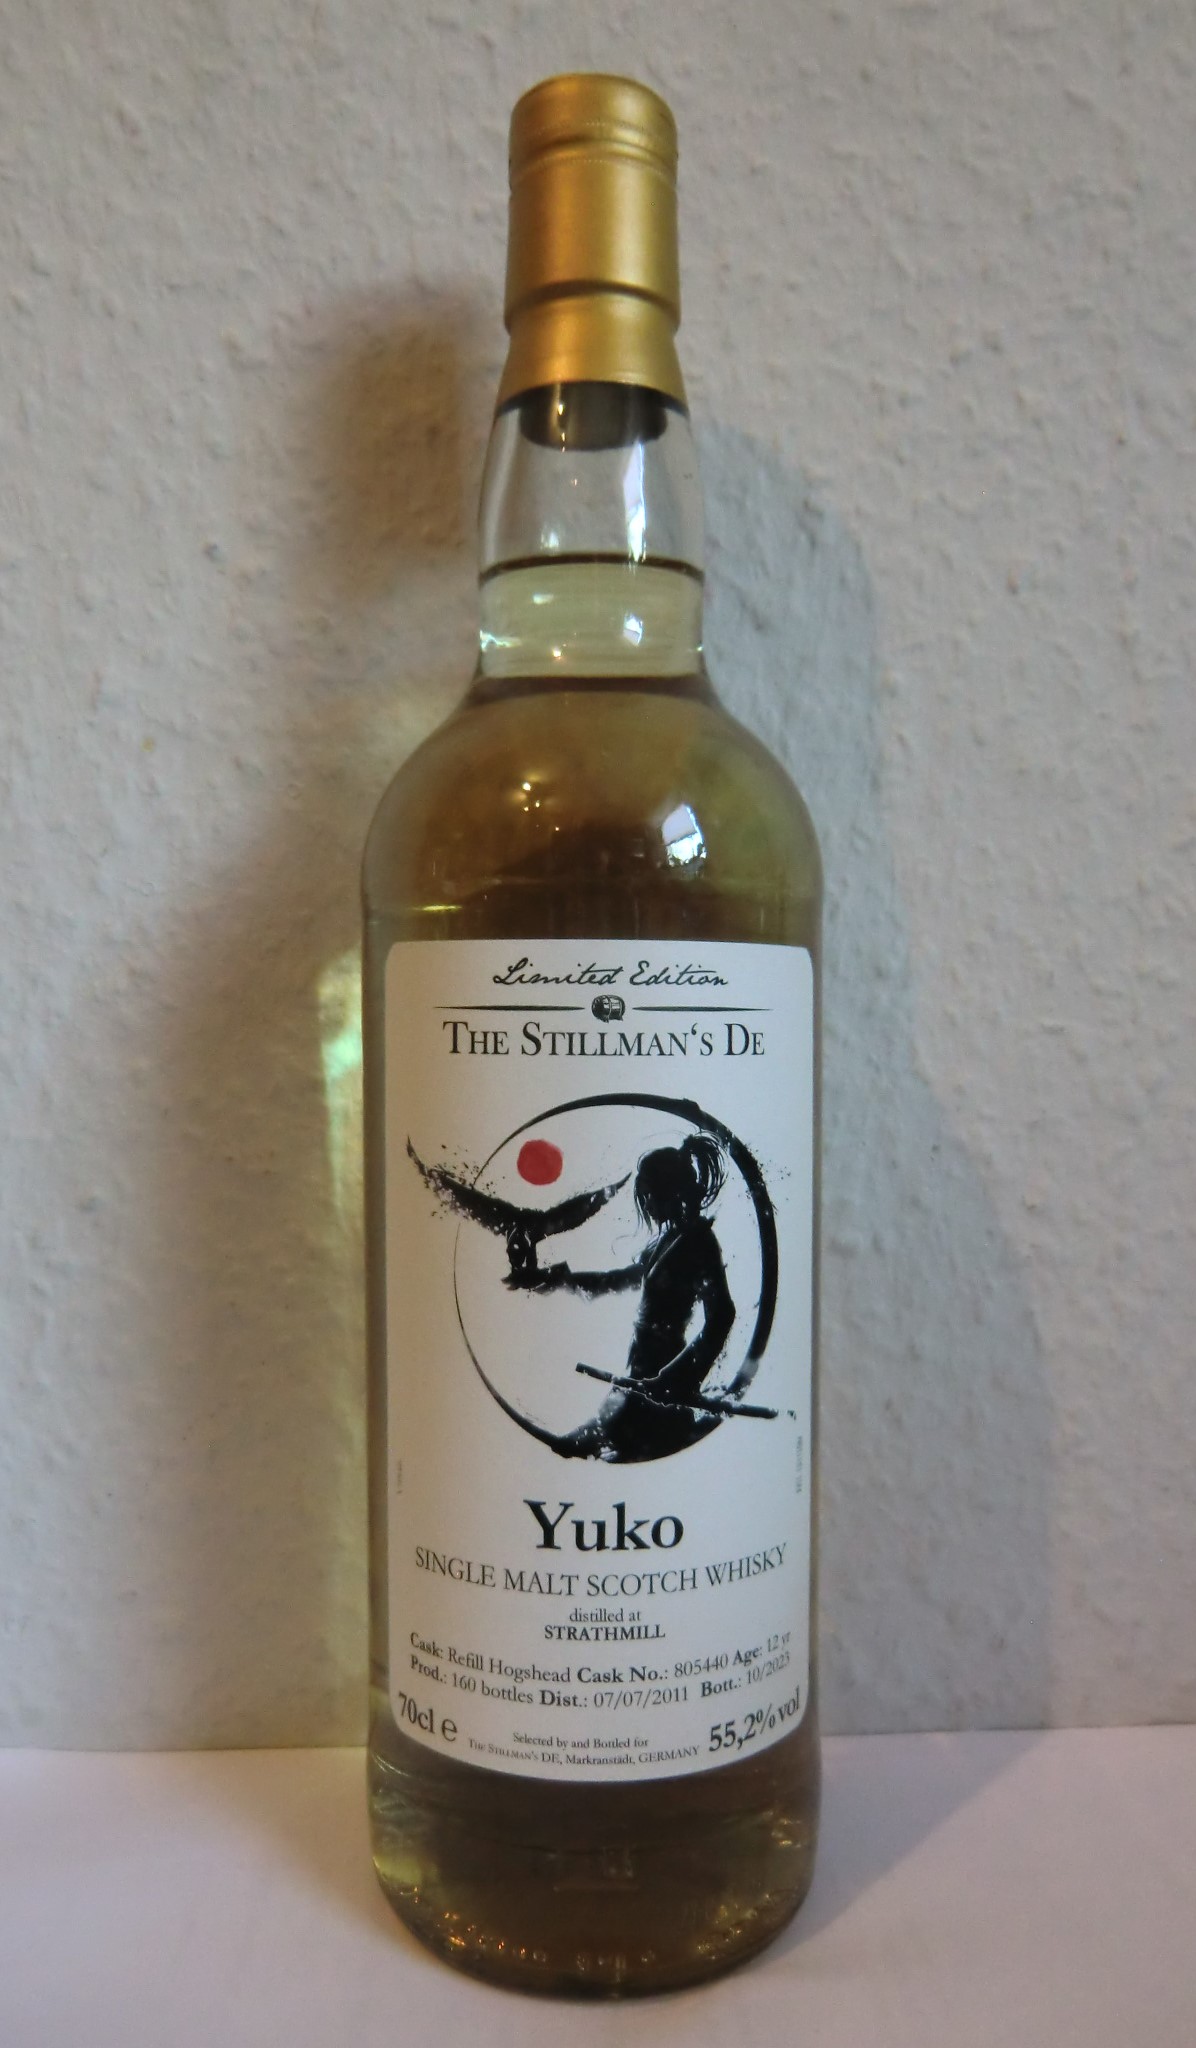 Limited Edition
THE STILLMAN‘S DE
Yuko
SINGLE MALT SCOTCH WHISKY
distilled at
STRATHMILL
Cask: Refill Hogshead Cask No.: 805440 Age: 12 yr
Prod.: 160 bottles Dist.: 07/07/2011 Bott.: 10/2023
70cl ℮
Selected by and Bottled for
THE STILLMAN'S DE, Markranstädt, GERMANY
55,2% vol